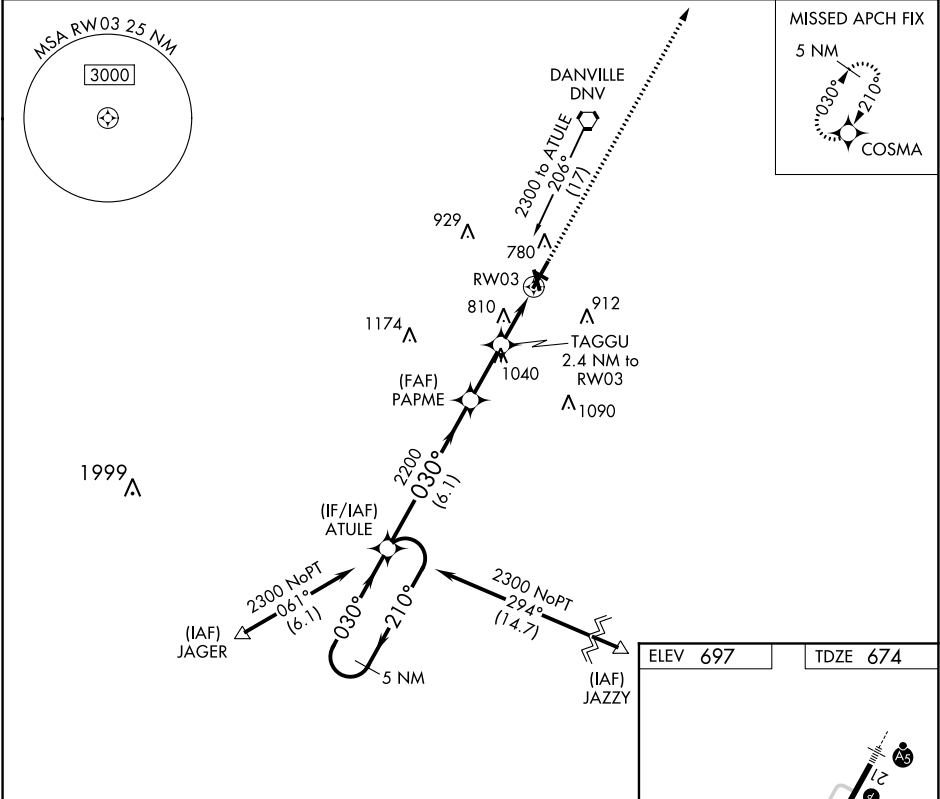 MSA RW03 25 NM
3000
MISSED APCH FIX
5 NM
030°
210°
COSMA
DANVILLE
DNV
2300 to ATULE
206°
(17)
929
780
RW03
810
912
1174
TAGGU
2.4 NM to
RW03
1040
(FAF)
PAPME
1090
2200
030°
(6.1)
1999
(IF/IAF)
ATULE
2300 NoPT
061°
(6.1)
(IAF)
JAGER
030°
210°
5 NM
2300 NoPT
294°
(14.7)
(IAF)
JAZZY
ELEV 697
TDZE 674
A5
21
P